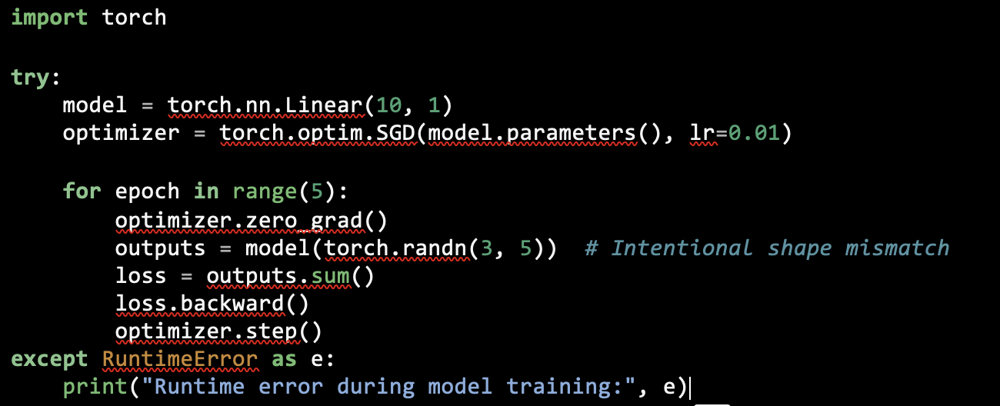 import torch

try:
    model = torch.nn.Linear(10, 1)
    optimizer = torch.optim.SGD(model.parameters(), lr=0.01)

    for epoch in range(5):
        optimizer.zero_grad()
        outputs = model(torch.randn(3, 5))  # Intentional shape mismatch
        loss = outputs.sum()
        loss.backward()
        optimizer.step()
except RuntimeError as e:
    print("Runtime error during model training:", e)